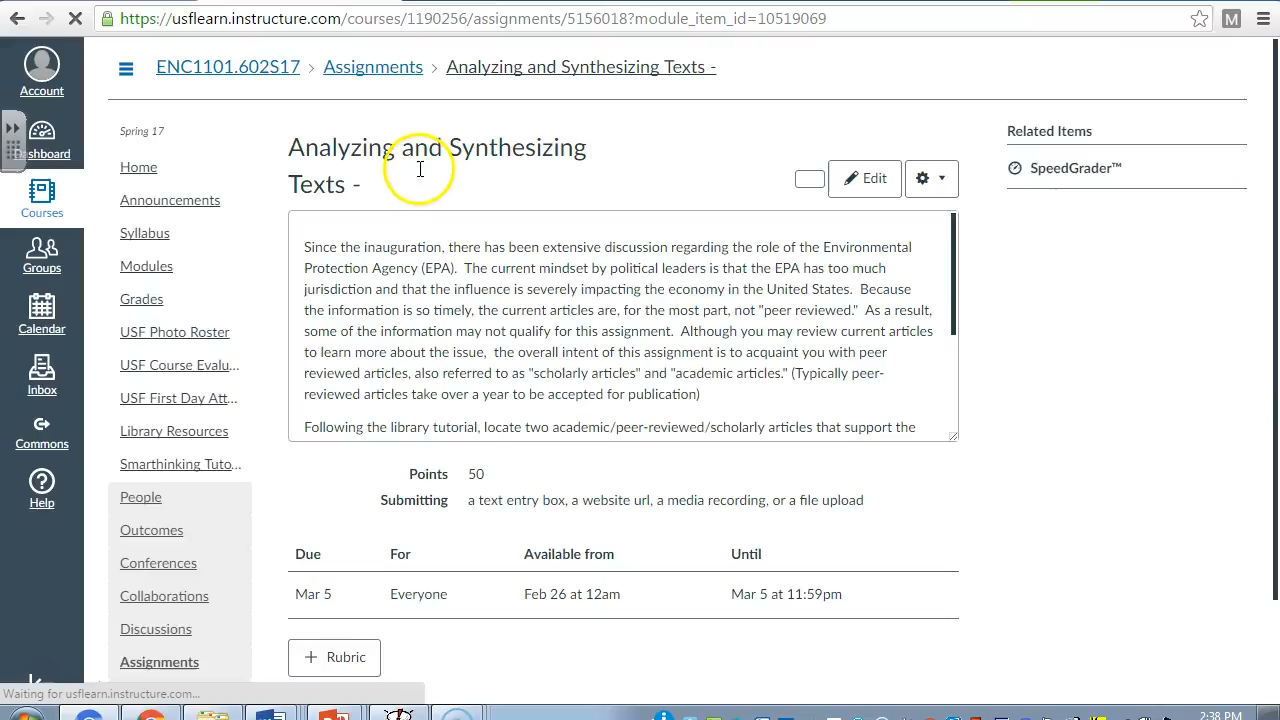 https://usflearn.instructure.com/courses/1190256/assignments/5156018?module_item_id=10519069
M
Account
Dashboard
Courses
Groups
Calendar
Inbox
Commons
Help
ENC1101.602S17 › Assignments › Analyzing and Synthesizing Texts -
Spring 17
Home
Announcements
Syllabus
Modules
Grades
USF Photo Roster
USF Course Evalu...
USF First Day Att...
Library Resources
Smarthinking Tuto...
People
Outcomes
Conferences
Collaborations
Discussions
Assignments
Analyzing and Synthesizing
Texts -
Edit
Since the inauguration, there has been extensive discussion regarding the role of the Environmental
Protection Agency (EPA).  The current mindset by political leaders is that the EPA has too much
jurisdiction and that the influence is severely impacting the economy in the United States.  Because
the information is so timely, the current articles are, for the most part, not "peer reviewed."  As a result,
some of the information may not qualify for this assignment.  Although you may review current articles
to learn more about the issue,  the overall intent of this assignment is to acquaint you with peer
reviewed articles, also referred to as "scholarly articles" and "academic articles." (Typically peer-
reviewed articles take over a year to be accepted for publication)
Following the library tutorial, locate two academic/peer-reviewed/scholarly articles that support the
Points 50
Submitting a text entry box, a website url, a media recording, or a file upload
Due For Available from Until
Mar 5 Everyone Feb 26 at 12am Mar 5 at 11:59pm
+ Rubric
Related Items
SpeedGrader™
Waiting for usflearn.instructure.com...
2:38 PM